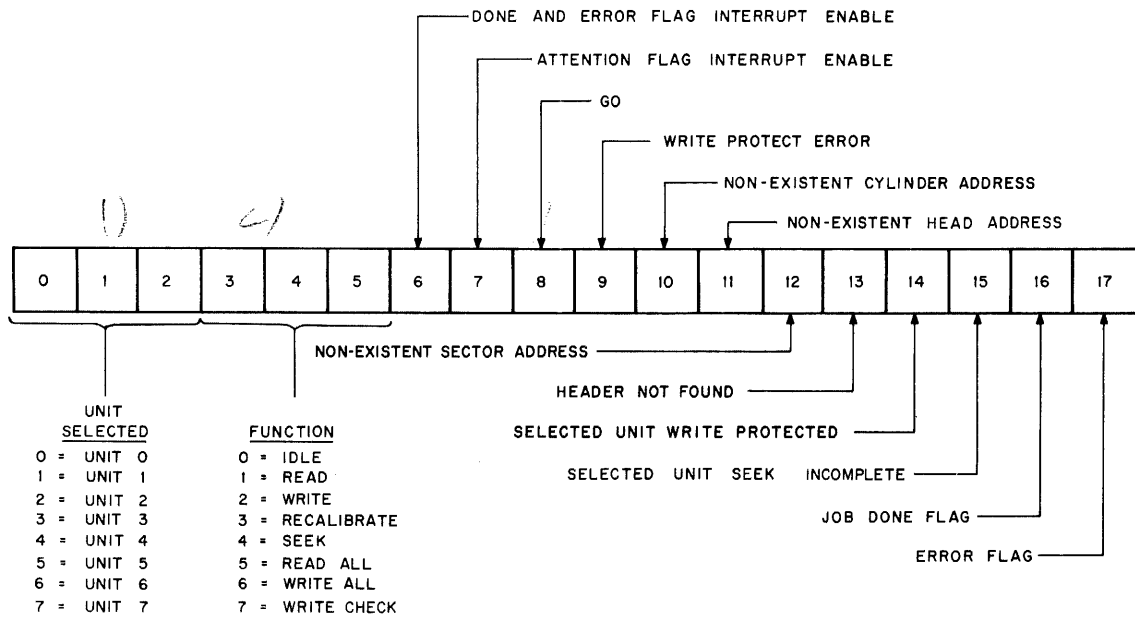 DONE AND ERROR FLAG INTERRUPT ENABLE
ATTENTION FLAG INTERRUPT ENABLE
GO
WRITE PROTECT ERROR
NON-EXISTENT CYLINDER ADDRESS
NON-EXISTENT HEAD ADDRESS
0 1 2 3 4 5 6 7 8 9 10 11 12 13 14 15 16 17
NON-EXISTENT SECTOR ADDRESS
HEADER NOT FOUND
SELECTED UNIT WRITE PROTECTED
SELECTED UNIT SEEK INCOMPLETE
JOB DONE FLAG
ERROR FLAG
UNIT
SELECTED
0 = UNIT 0
1 = UNIT 1
2 = UNIT 2
3 = UNIT 3
4 = UNIT 4
5 = UNIT 5
6 = UNIT 6
7 = UNIT 7
FUNCTION
0 = IDLE
1 = READ
2 = WRITE
3 = RECALIBRATE
4 = SEEK
5 = READ ALL
6 = WRITE ALL
7 = WRITE CHECK